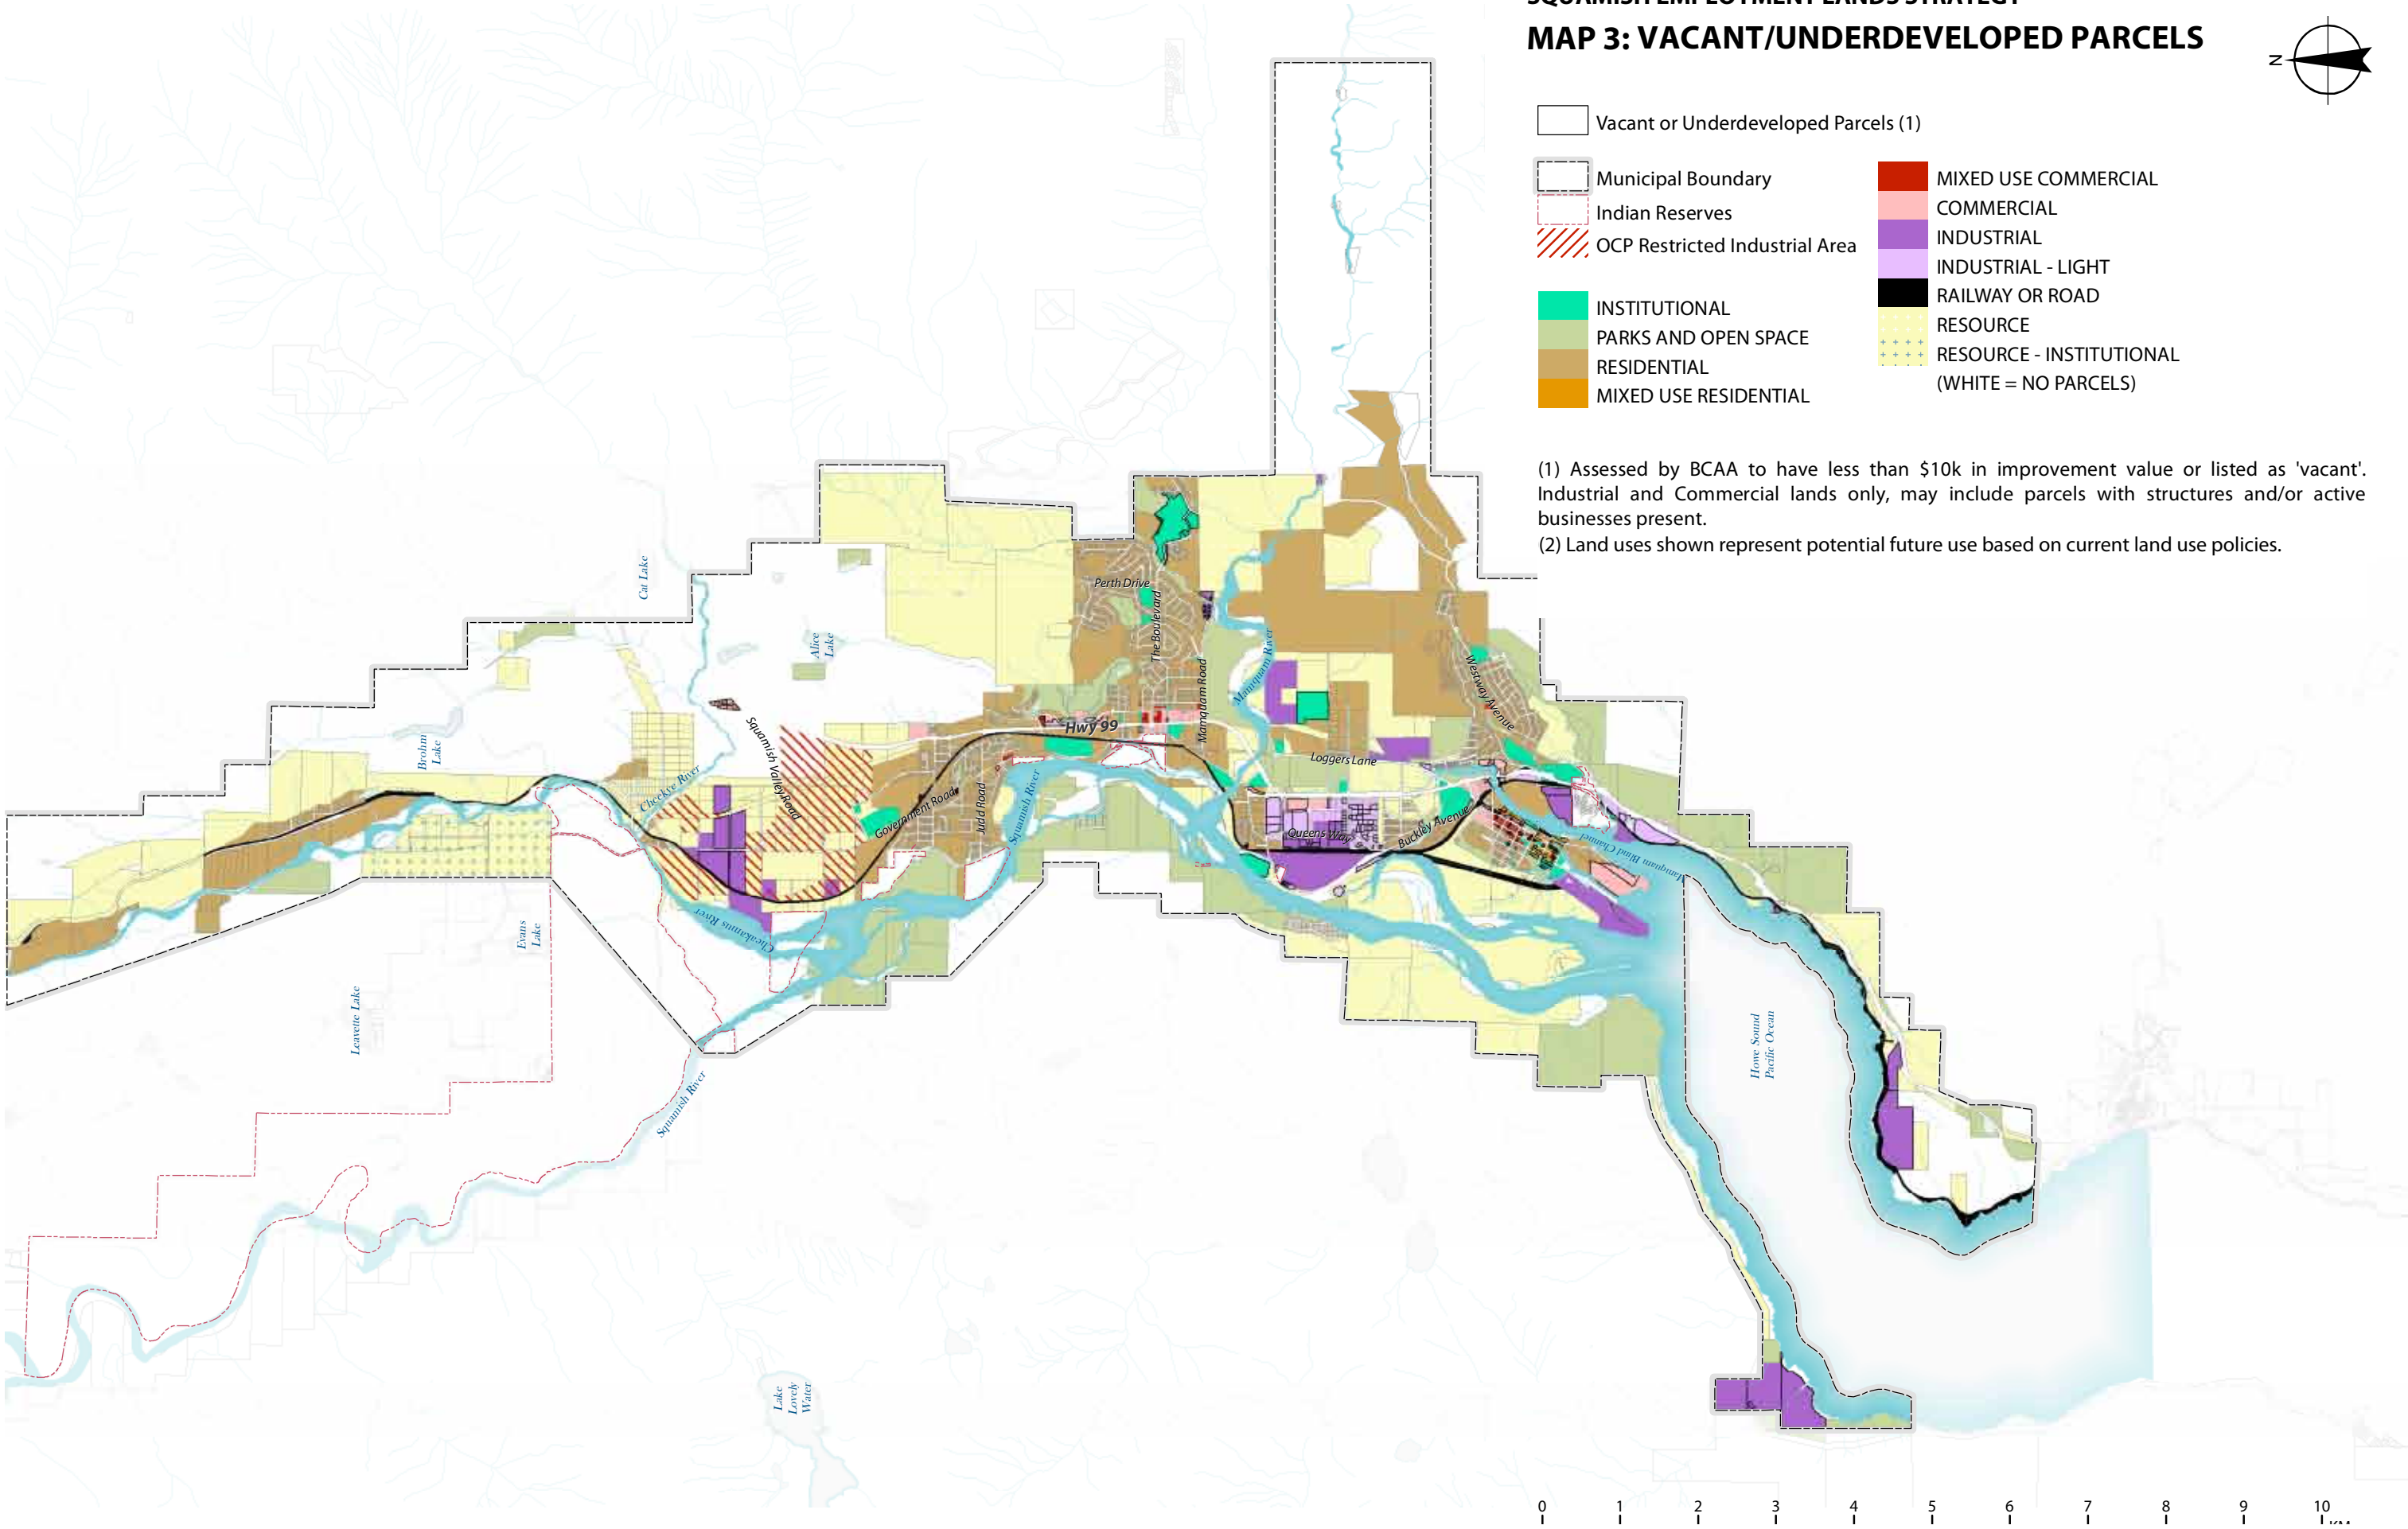 SQUAMISH EMPLOYMENT LANDS STRATEGY
MAP 3: VACANT/UNDERDEVELOPED PARCELS
N
Vacant or Underdeveloped Parcels (1)
Municipal Boundary
Indian Reserves
OCP Restricted Industrial Area
INSTITUTIONAL
PARKS AND OPEN SPACE
RESIDENTIAL
MIXED USE RESIDENTIAL
MIXED USE COMMERCIAL
COMMERCIAL
INDUSTRIAL
INDUSTRIAL - LIGHT
RAILWAY OR ROAD
RESOURCE
RESOURCE - INSTITUTIONAL
(WHITE = NO PARCELS)
(1) Assessed by BCAA to have less than $10k in improvement value or listed as 'vacant'.
Industrial and Commercial lands only, may include parcels with structures and/or active
businesses present.
(2) Land uses shown represent potential future use based on current land use policies.
Cat Lake
Perth Drive
The Boulevard
Alice
Lake
Mamquam River
Mamquam Road
Westway Avenue
Brohm
Lake
Squamish Valley Road
Hwy 99
Loggers Lane
Cheekye River
Government Road
Judd Road
Squamish River
Queens Way
Buckley Avenue
Mamquam Blind Channel
Cheakamus River
Evans
Lake
Levette Lake
Squamish River
Howe Sound
Pacific Ocean
Lake
Lovely
Water
0 1 2 3 4 5 6 7 8 9 10
KM